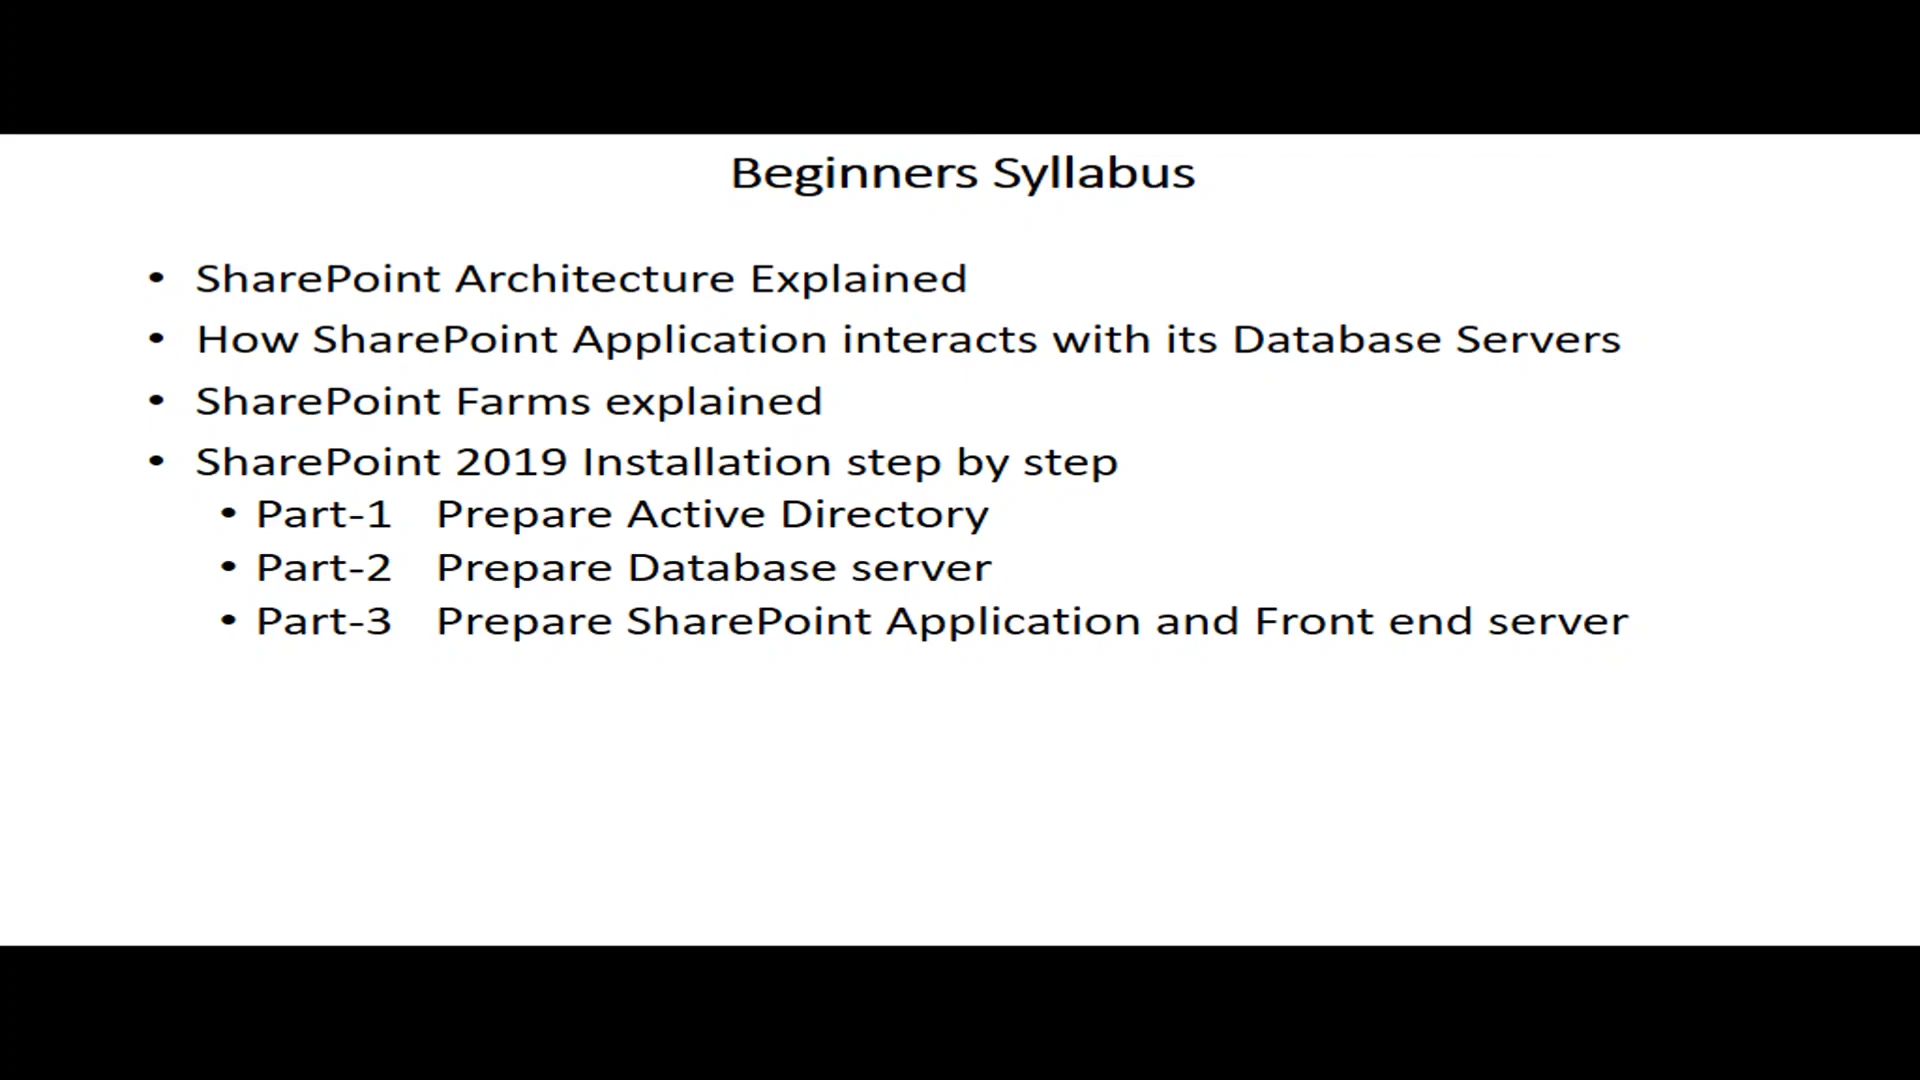 Beginners Syllabus
• SharePoint Architecture Explained
• How SharePoint Application interacts with its Database Servers
• SharePoint Farms explained
• SharePoint 2019 Installation step by step
• Part-1 Prepare Active Directory
• Part-2 Prepare Database server
• Part-3 Prepare SharePoint Application and Front end server